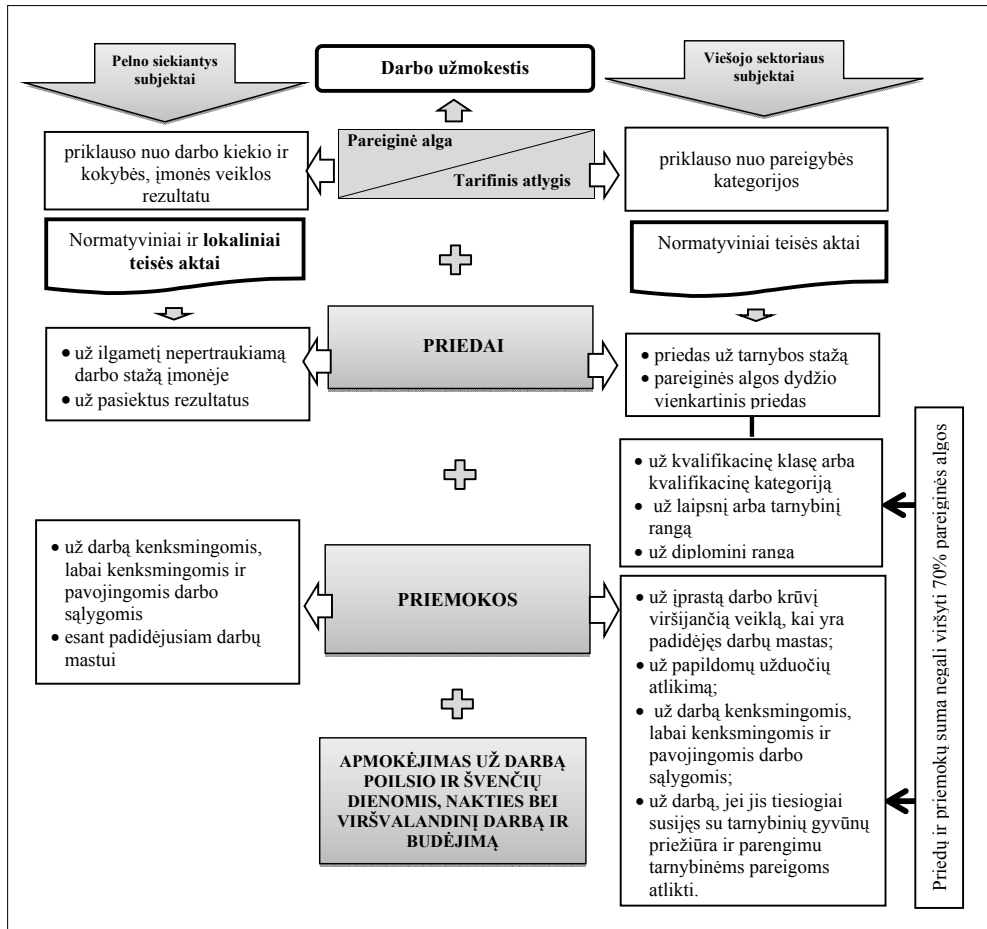 Pelno siekiantys
subjektai
Darbo užmokestis
Viešojo sektoriaus
subjektai
priklauso nuo darbo kiekio ir
kokybės, įmonės veiklos
rezultatu
Pareiginė alga
Tarifinis atlygis
priklauso nuo pareigybės
kategorijos
Normatyviniai ir lokaliniai
teisės aktai
Normatyviniai teisės aktai
• už ilgametį nepertraukiamą
darbo stažą įmonėje
• už pasiektus rezultatus
PRIEDAI
• priedas už tarnybos stažą
• pareiginės algos dydžio
vienkartinis priedas
• už kvalifikacinę klasę arba
kvalifikacinę kategoriją
• už laipsnį arba tarnybinį
rangą
• už diplominį rangą
• už darbą kenksmingomis,
labai kenksmingomis ir
pavojingomis darbo
sąlygomis
• esant padidėjusiam darbų
mastui
PRIEMOKOS
• už įprastą darbo krūvį
viršijančią veiklą, kai yra
padidėjęs darbų mastas;
• už papildomų užduočių
atlikimą;
• už darbą kenksmingomis,
labai kenksmingomis ir
pavojingomis darbo
sąlygomis;
• už darbą, jei jis tiesiogiai
susijęs su tarnybinių gyvūnų
priežiūra ir parengimu
tarnybinėms pareigoms
atlikti.
APMOKĖJIMAS UŽ DARBĄ
POILSIO IR ŠVENČIŲ
DIENOMIS, NAKTIES BEI
VIRŠVALANDINĮ DARBĄ IR
BUDĖJIMĄ
Priedų ir priemokų suma negali viršyti 70% pareiginės algos